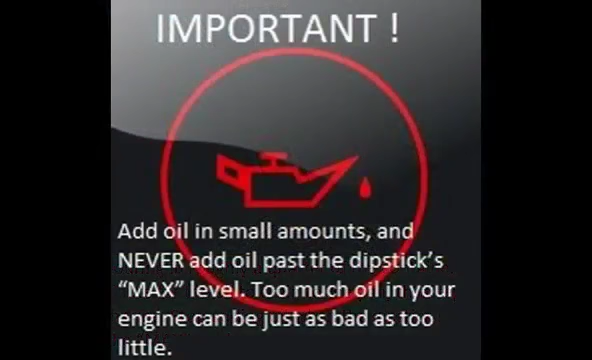 IMPORTANT !
Add oil in small amounts, and
NEVER add oil past the dipstick's
“MAX” level. Too much oil in your
engine can be just as bad as too
little.